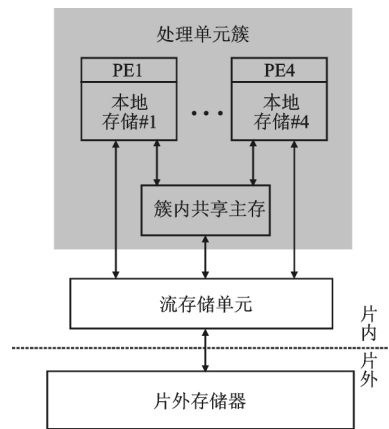 处理单元簇
PE1
PE4
本地
存储#1
...
本地
存储#4
簇内共享主存
流存储单元
片内
片外
片外存储器